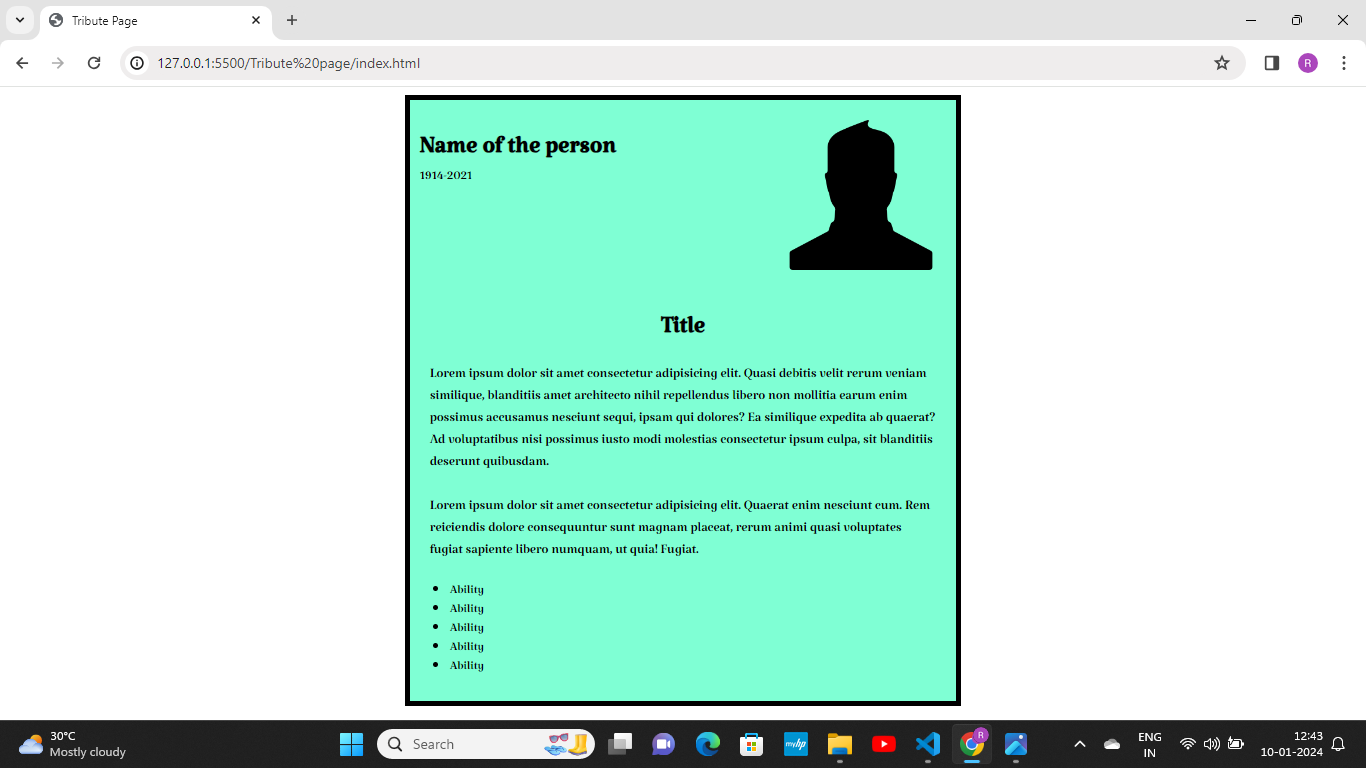 Tribute Page
127.0.0.1:5500/Tribute%20page/index.html
R
Name of the person
1914-2021
Title
Lorem ipsum dolor sit amet consectetur adipisicing elit. Quasi debitis velit rerum veniam
similique, blanditiis amet architecto nihil repellendus libero non mollitia earum enim
possimus accusamus nesciunt sequi, ipsam qui dolores? Ea similique expedita ab quaerat?
Ad voluptatibus nisi possimus iusto modi molestias consectetur ipsum culpa, sit blanditiis
deserunt quibusdam.
Lorem ipsum dolor sit amet consectetur adipisicing elit. Quaerat enim nesciunt cum. Rem
reiciendis dolore consequuntur sunt magnam placeat, rerum animi quasi voluptates
fugiat sapiente libero numquam, ut quia! Fugiat.
Ability
Ability
Ability
Ability
Ability
30°C
Mostly cloudy
Search
myhp
R
ENG
IN
12:43
10-01-2024